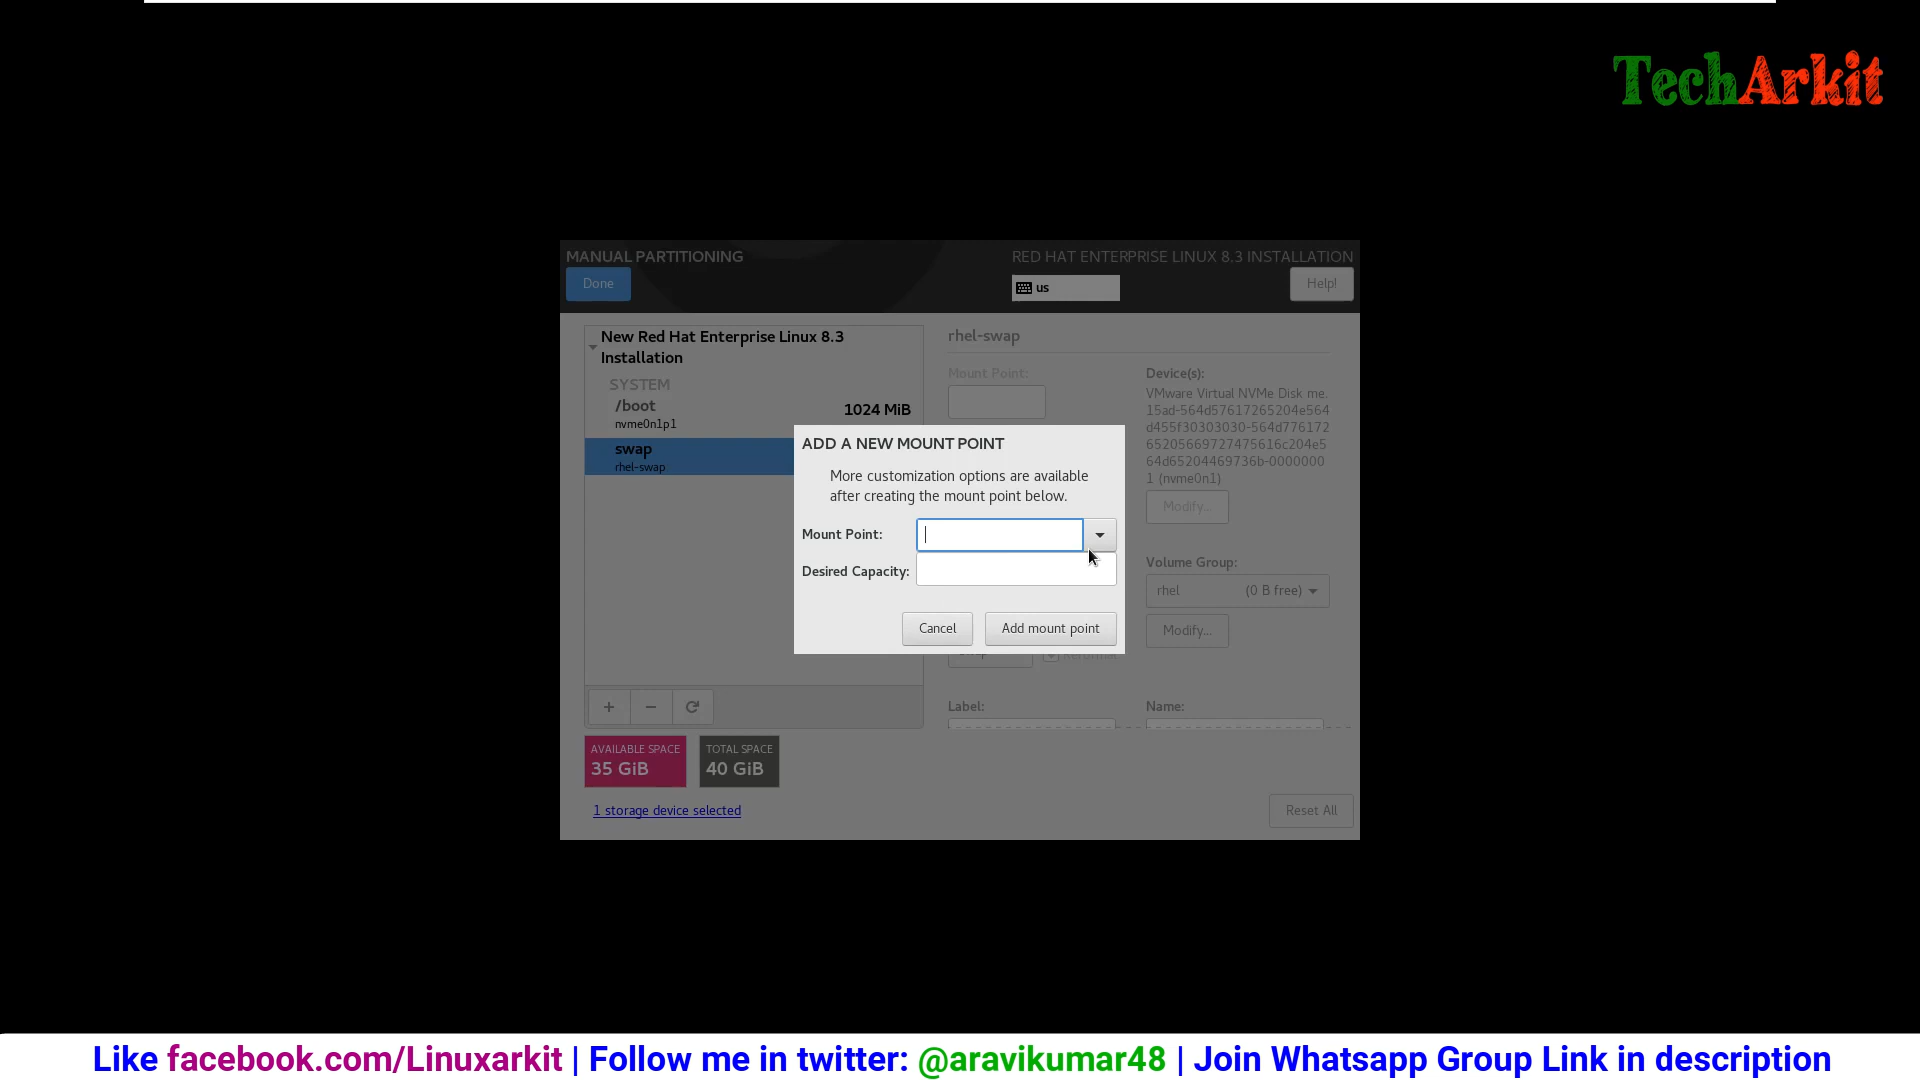 TechArkit
MANUAL PARTITIONING
RED HAT ENTERPRISE LINUX 8.3 INSTALLATION
Done
us
Help!
New Red Hat Enterprise Linux 8.3
Installation
SYSTEM
/boot
1024 MiB
nvme0n1p1
swap
rhel-swap
rhel-swap
Mount Point:
Device(s):
VMware Virtual NVMe Disk me.
15ad-564d57617265204e564
d455f30303030-564d776172
65205669727475616c204e5
64d65204469736b-0000000
1 (nvme0n1)
Modify...
Volume Group:
rhel (0 B free)
Modify...
Label:
Name:
ADD A NEW MOUNT POINT
More customization options are available
after creating the mount point below.
Mount Point:
Desired Capacity:
Cancel
Add mount point
+ −
AVAILABLE SPACE
35 GiB
TOTAL SPACE
40 GiB
1 storage device selected
Reset All
Like facebook.com/Linuxarkit | Follow me in twitter: @aravikumar48 | Join Whatsapp Group Link in description